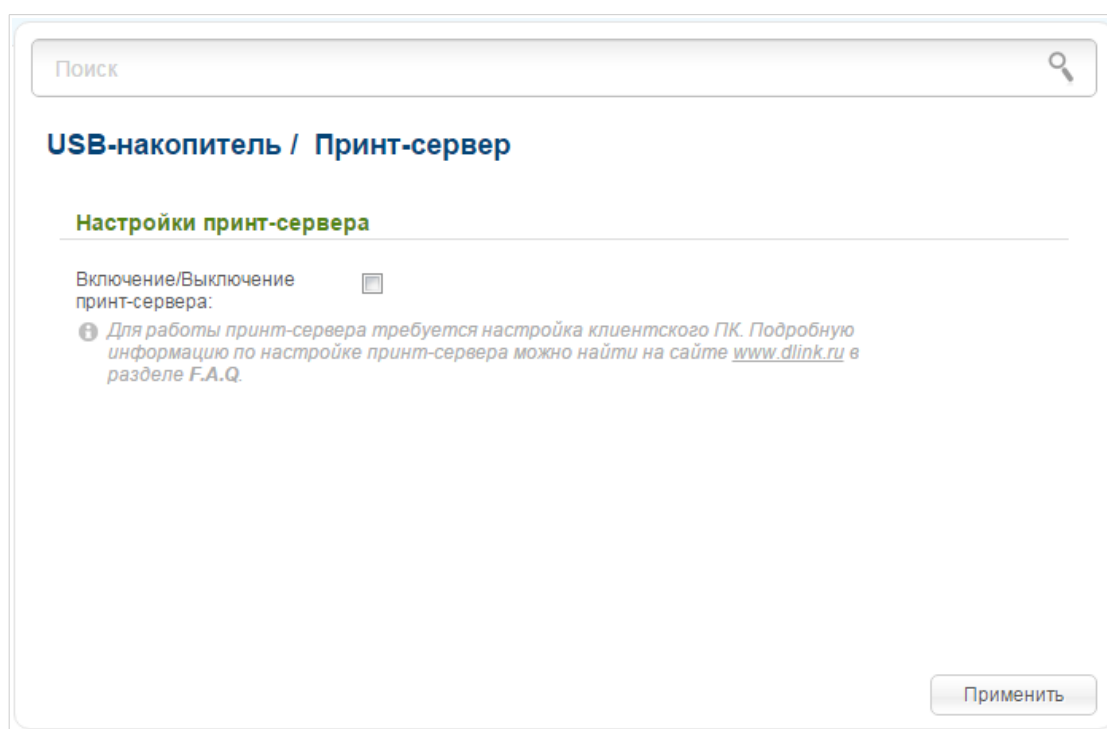 Поиск
USB-накопитель / Принт-сервер
Настройки принт-сервера
Включение/Выключение
принт-сервера:
Для работы принт-сервера требуется настройка клиентского ПК. Подробную
информацию по настройке принт-сервера можно найти на сайте www.dlink.ru в
разделе F.A.Q.
Применить